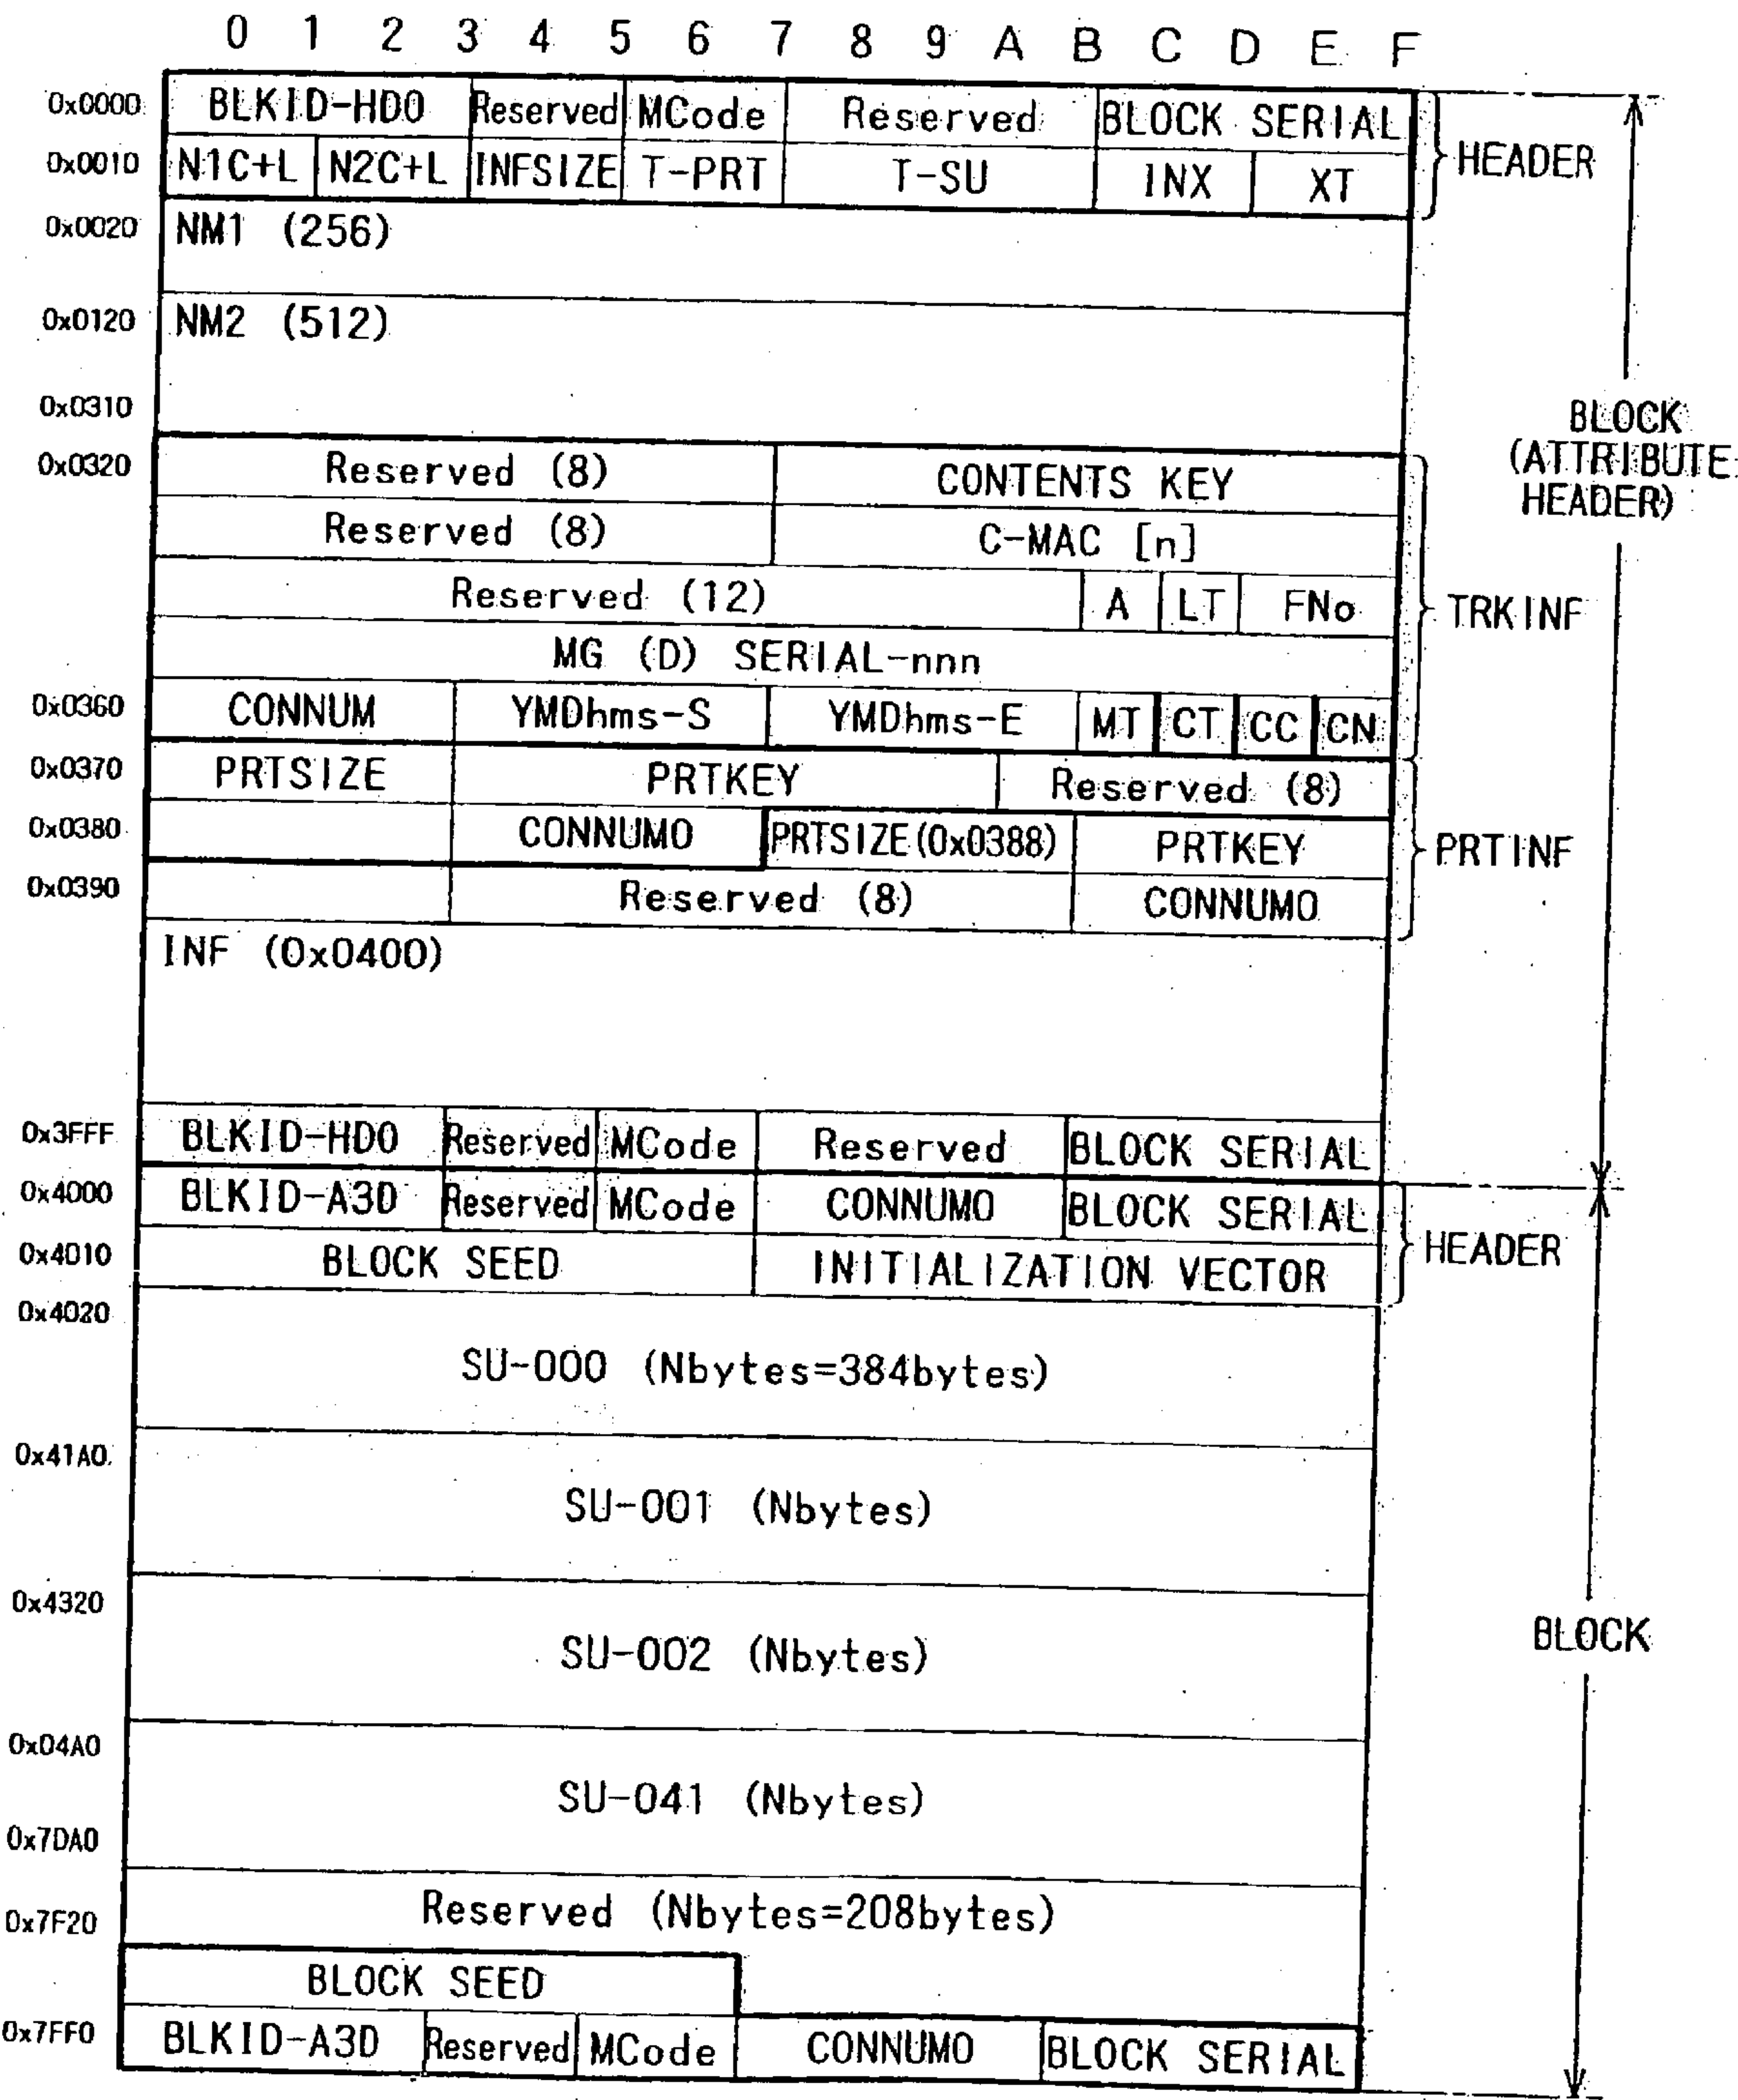 0 1 2 3 4 5 6 7 8 9 A B C D E F
0x0000 BLKID-HD0 Reserved MCode Reserved BLOCK SERIAL
0x0010 N1C+L N2C+L INFSIZE T-PRT T-SU INX XT
HEADER
0x0020 NM1 (256)
0x0120 NM2 (512)
0x0310
BLOCK
(ATTRIBUTE
HEADER)
0x0320 Reserved (8) CONTENTS KEY
Reserved (8) C-MAC [n]
Reserved (12) A LT FNo
TRKINF
MG (D) SERIAL-nnn
0x0360 CONNUM YMDhms-S YMDhms-E MT CT CC CN
0x0370 PRTSIZE PRTKEY Reserved (8)
0x0380 CONNUMO PRTSIZE(0x0388) PRTKEY
PRTINF
0x0390 Reserved (8) CONNUMO
INF (0x0400)
0x3FFF BLKID-HD0 Reserved MCode Reserved BLOCK SERIAL
0x4000 BLKID-A3D Reserved MCode CONNUMO BLOCK SERIAL
0x4010 BLOCK SEED INITIALIZATION VECTOR
HEADER
0x4020
SU-000 (Nbytes=384bytes)
0x41A0
SU-001 (Nbytes)
0x4320
SU-002 (Nbytes)
BLOCK
0x04A0
SU-041 (Nbytes)
0x7DA0
Reserved (Nbytes=208bytes)
0x7F20
BLOCK SEED
0x7FF0 BLKID-A3D Reserved MCode CONNUMO BLOCK SERIAL